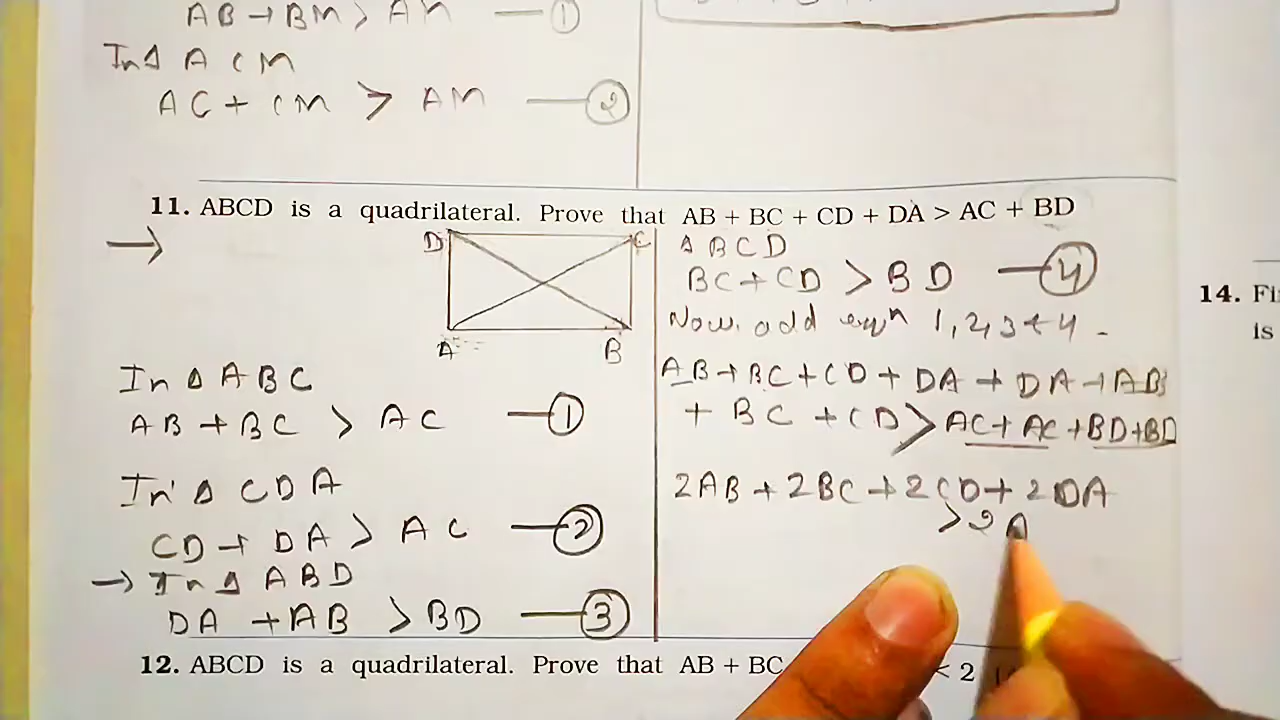 AB + BM > AM — 1
In Δ ACM
AC + CM > AM — 2
11. ABCD is a quadrilateral. Prove that AB + BC + CD + DA > AC + BD
D C
A B
In Δ ABC
AB + BC > AC — 1
In Δ CDA
CD + DA > AC — 2
→ In Δ ABD
DA + AB > BD — 3
Δ BCD
BC + CD > BD — 4
Now, add eqn 1, 2, 3 & 4 -
AB + BC + CD + DA + DA + AB
+ BC + CD > AC + AC + BD + BD
2AB + 2BC + 2CD + 2DA
> 2 A
12. ABCD is a quadrilateral. Prove that AB + BC < 2
14. Fi
is